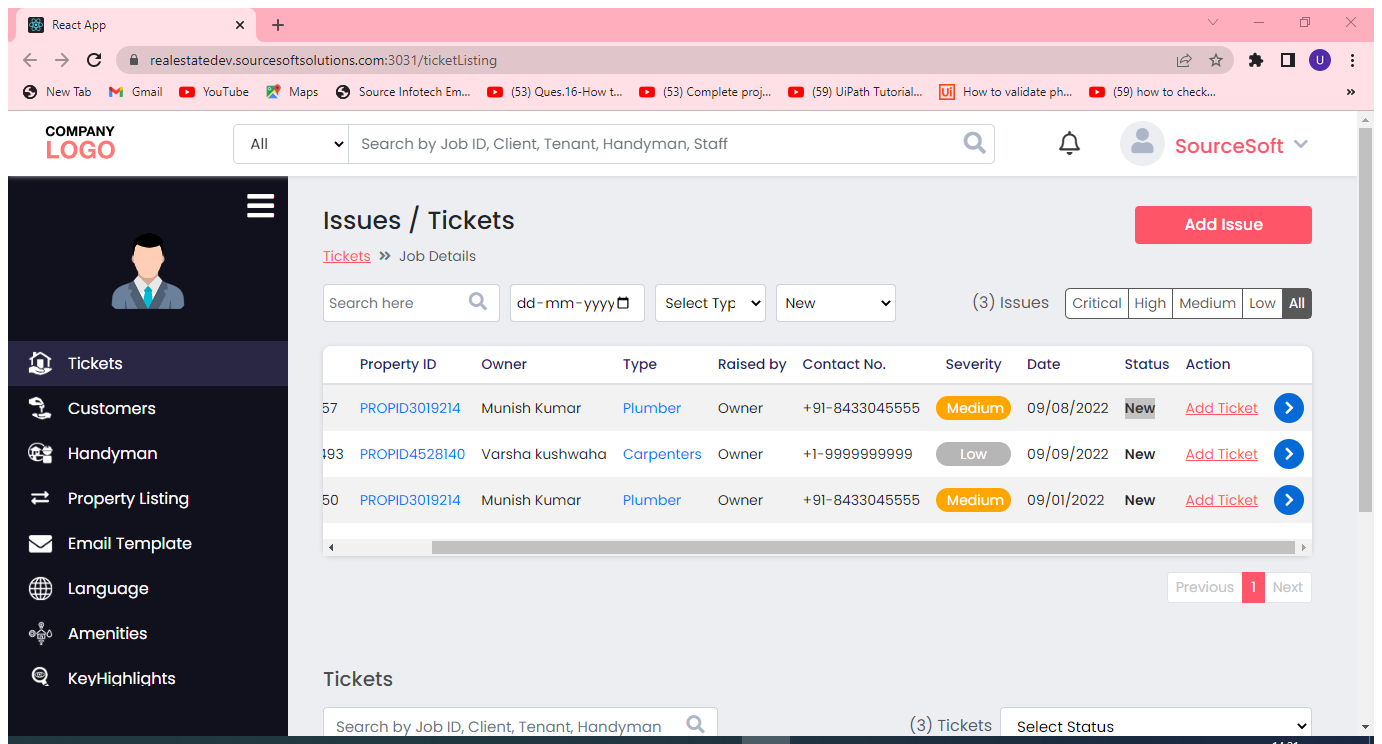 React App
realestatedev.sourcesoftsolutions.com:3031/ticketListing
U
New Tab Gmail YouTube Maps Source Infotech Em... (53) Ques.16-How t... (53) Complete proj... (59) UiPath Tutorial... Ui How to validate ph... (59) how to check...
COMPANY
LOGO
All Search by Job ID, Client, Tenant, Handyman, Staff SourceSoft
Issues / Tickets Add Issue
Tickets » Job Details
Search here dd-mm-yyyy Select Typ New (3) Issues Critical High Medium Low All
Property ID Owner Type Raised by Contact No. Severity Date Status Action
57 PROPID3019214 Munish Kumar Plumber Owner +91-8433045555 Medium 09/08/2022 New Add Ticket
493 PROPID4528140 Varsha kushwaha Carpenters Owner +1-9999999999 Low 09/09/2022 New Add Ticket
50 PROPID3019214 Munish Kumar Plumber Owner +91-8433045555 Medium 09/01/2022 New Add Ticket
Previous 1 Next
Tickets
Customers
Handyman
Property Listing
Email Template
Language
Amenities
KeyHighlights
Tickets
Search by Job ID, Client, Tenant, Handyman (3) Tickets Select Status